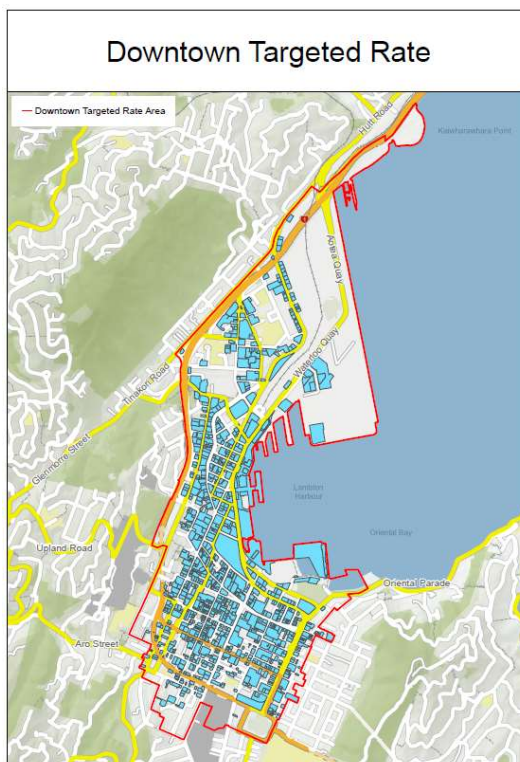 Downtown Targeted Rate
Downtown Targeted Rate Area
Hutt Road
Kaiwharawhara Point
Aotea Quay
Waterloo Quay
Tinakori Road
Glenmore Street
Lambton
Harbour
Oriental Bay
Upland Road
Oriental Parade
Aro Street